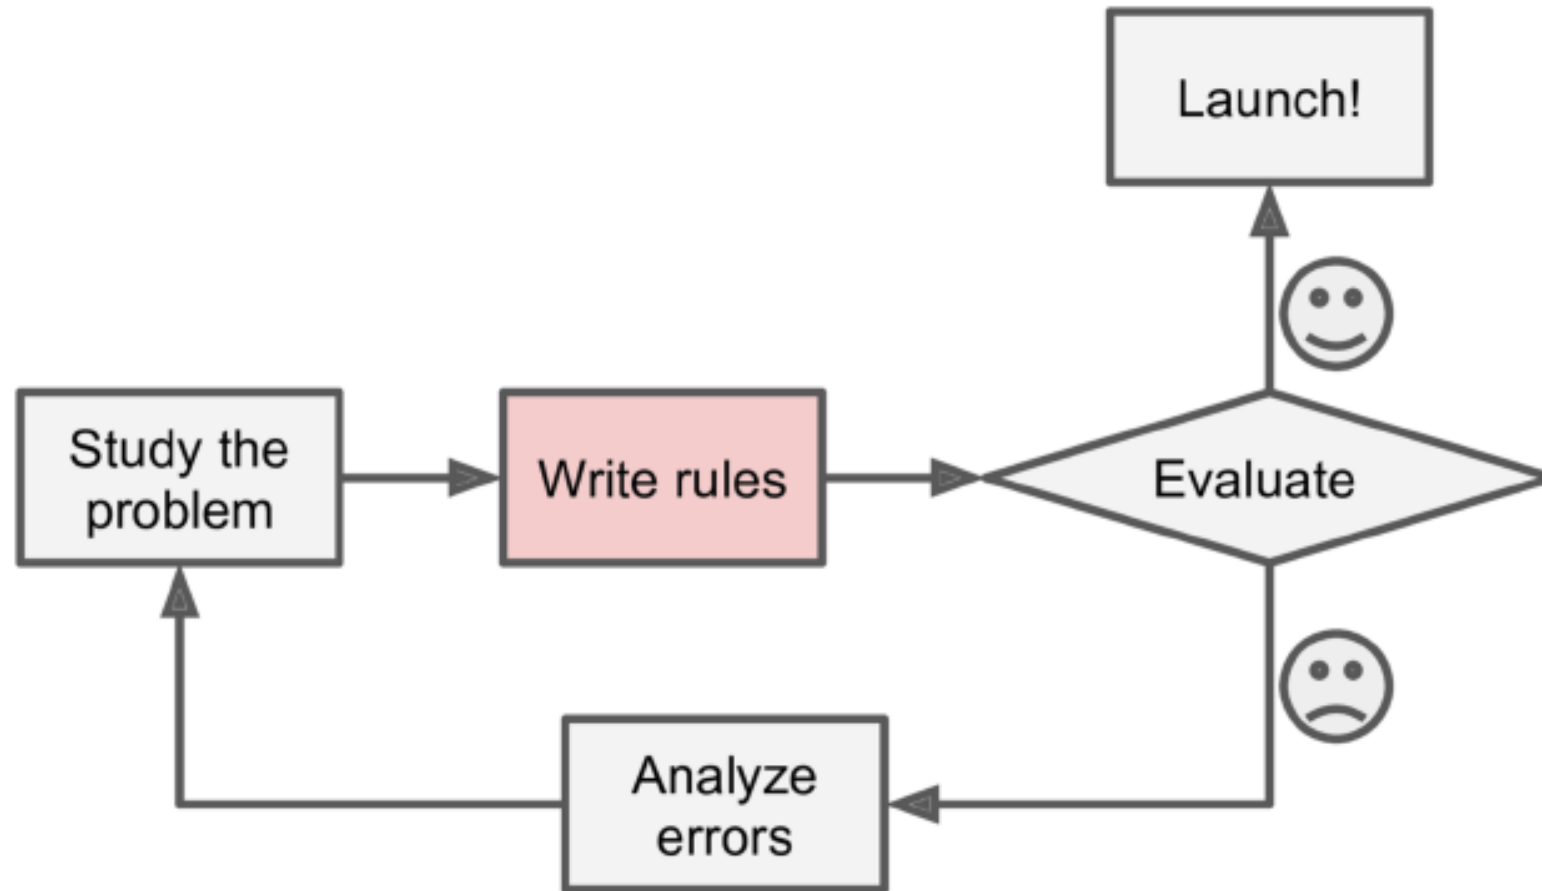 Launch!
Study the
problem
Write rules
Evaluate
Analyze
errors